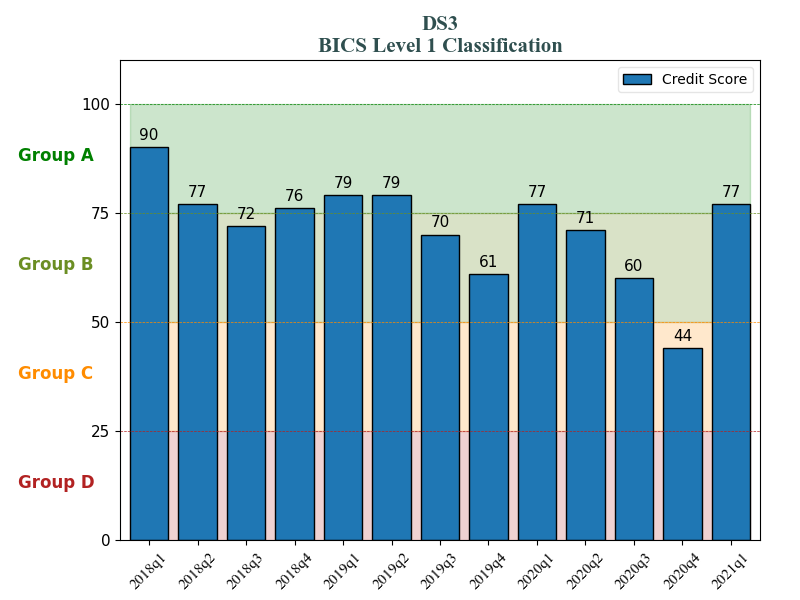 DS3
BICS Level 1 Classification
Credit Score
100
90
Group A
77
72
76
79
79
70
61
77
71
60
44
77
75
Group B
50
Group C
25
Group D
0
2018q1
2018q2
2018q3
2018q4
2019q1
2019q2
2019q3
2019q4
2020q1
2020q2
2020q3
2020q4
2021q1